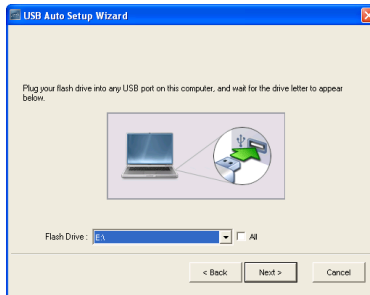 USB Auto Setup Wizard
Plug your flash drive into any USB port on this computer, and wait for the drive letter to appear
below.
Flash Drive : E:\ All
< Back Next > Cancel